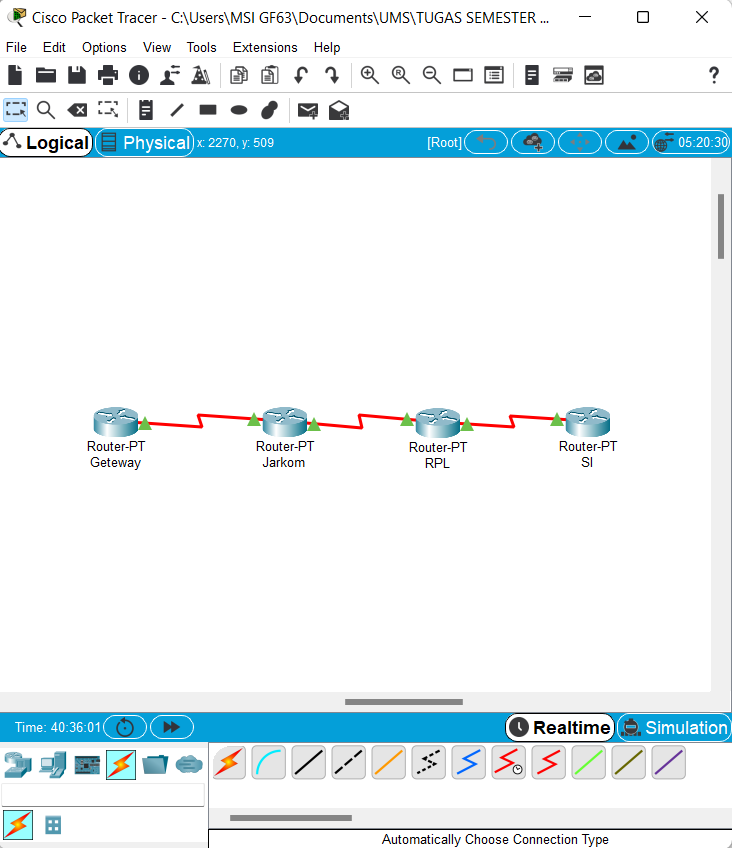 Cisco Packet Tracer - C:\Users\MSI GF63\Documents\UMS\TUGAS SEMESTER ...
File Edit Options View Tools Extensions Help
?
Logical Physical x: 2270, y: 509 [Root] 05:20:30
Router-PT Router-PT Router-PT Router-PT
Geteway Jarkom RPL SI
Time: 40:36:01 Realtime Simulation
Automatically Choose Connection Type